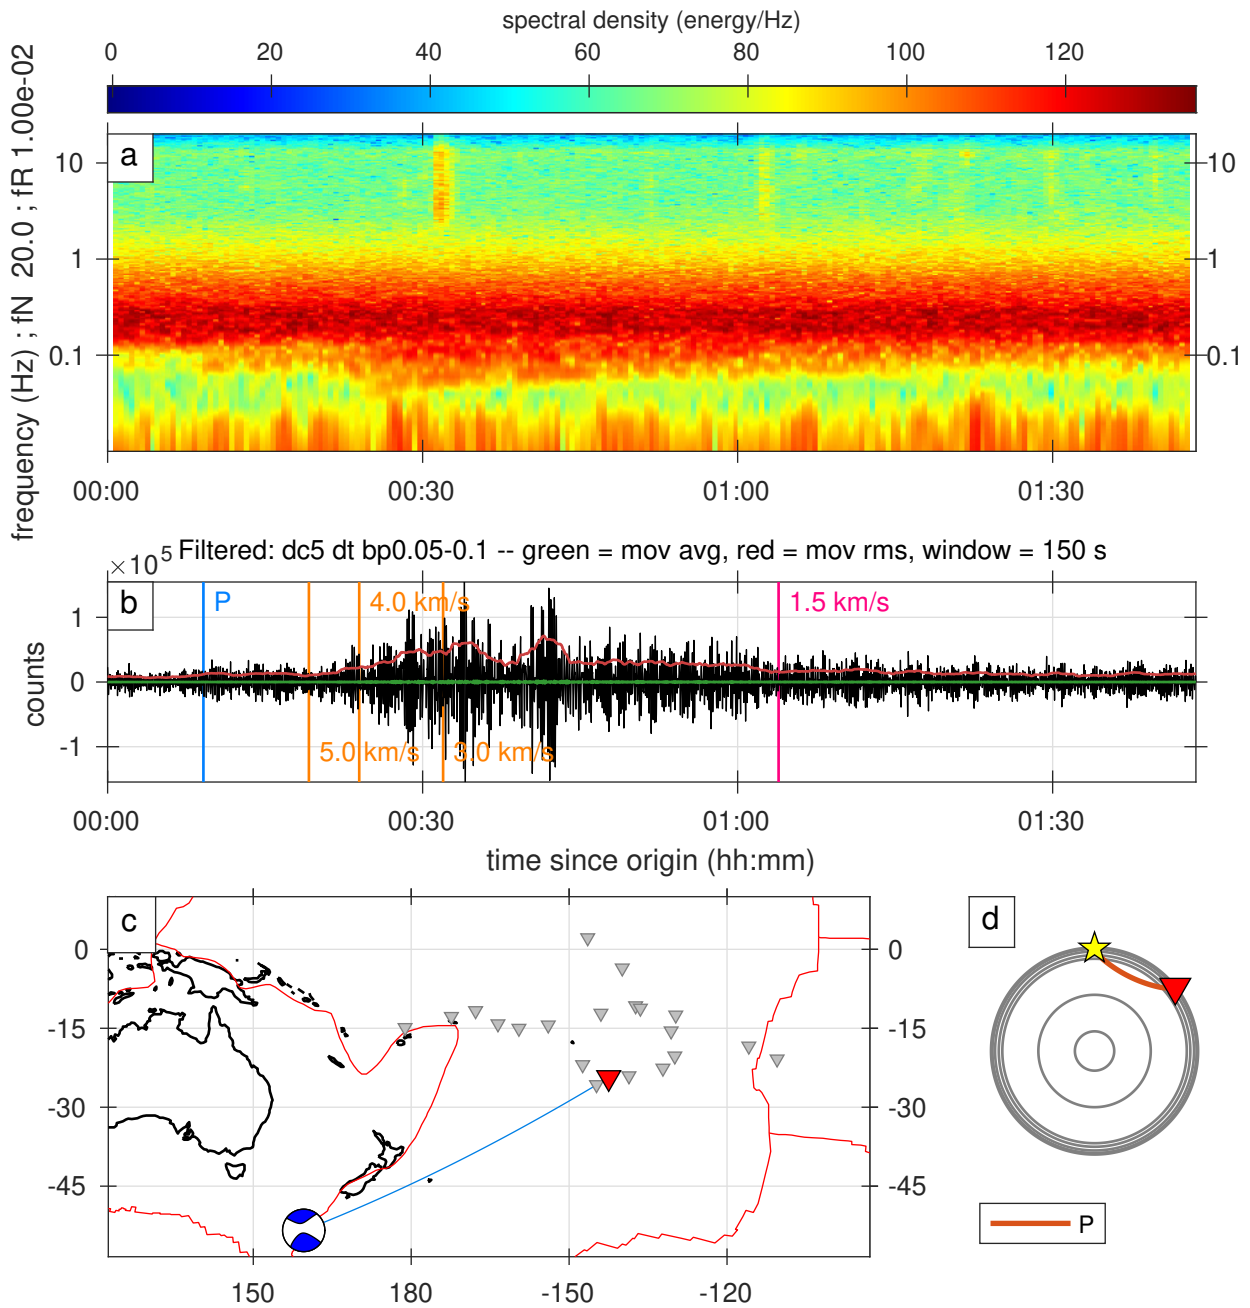 spectral density (energy/Hz)
0 20 40 60 80 100 120
frequency (Hz) ; fN 20.0 ; fR 1.00e-02
a
10 10
1 1
0.1 0.1
00:00 00:30 01:00 01:30
×10^5 Filtered: dc5 dt bp0.05-0.1 -- green = mov avg, red = mov rms, window = 150 s
b
P 4.0 km/s 1.5 km/s
5.0 km/s 3.0 km/s
counts
1
0
-1
00:00 00:30 01:00 01:30
time since origin (hh:mm)
c
0 0
-15 -15
-30 -30
-45 -45
150 180 -150 -120
d
P